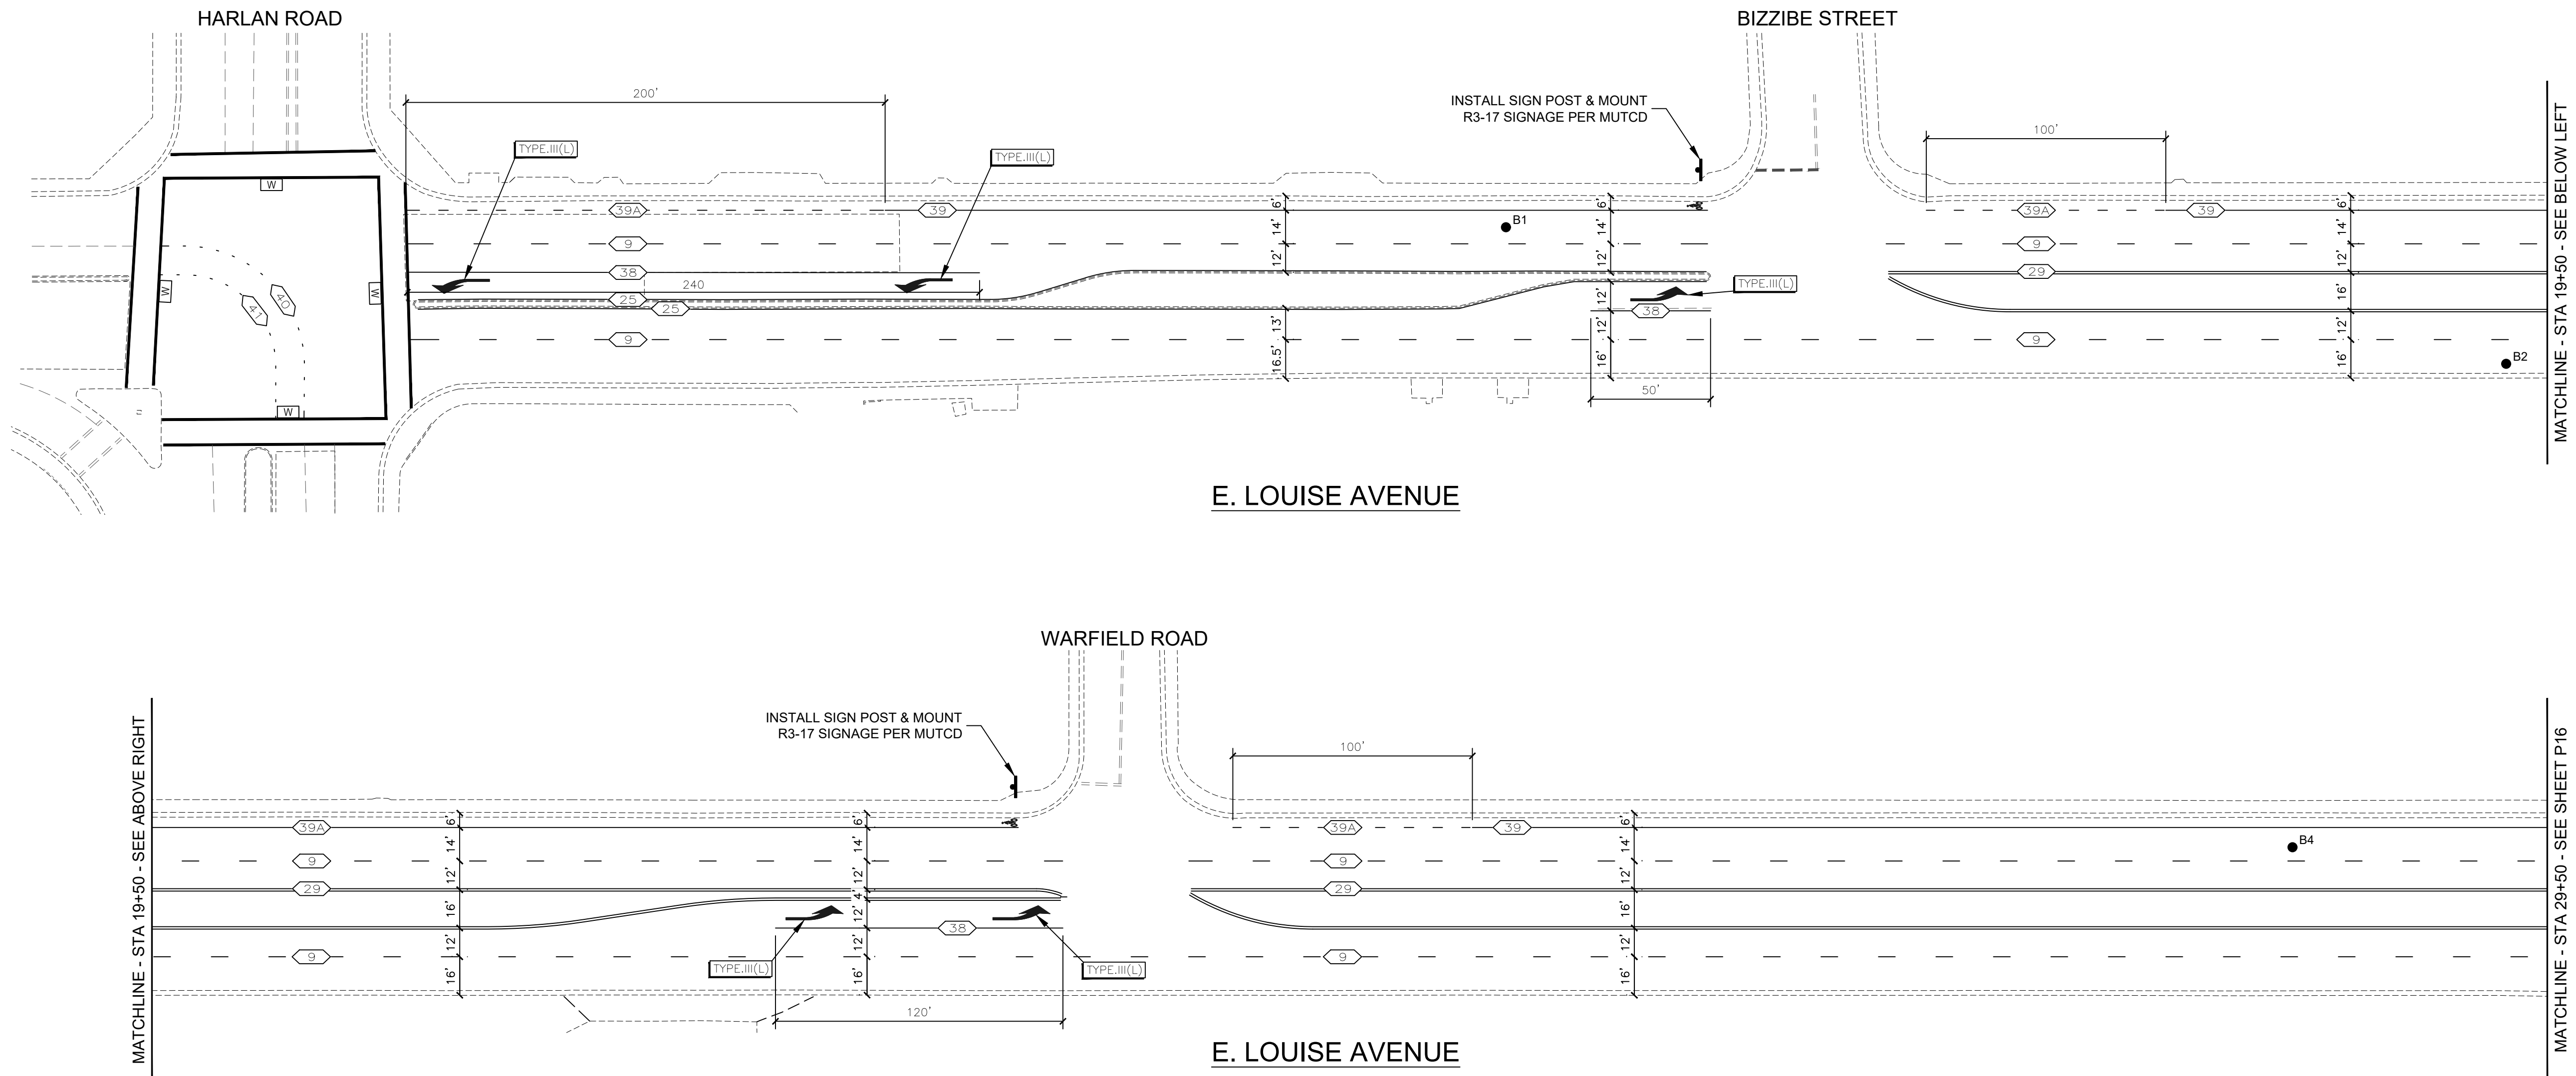 HARLAN ROAD
BIZZIBE STREET
200'
INSTALL SIGN POST & MOUNT
R3-17 SIGNAGE PER MUTCD
100'
TYPE.III(L)
TYPE.III(L)
W
39A
39
6'
6'
39A
39
6'
B1
14'
14'
14'
9
9
12'
12'
12'
38
29
TYPE.III(L)
240
W
W
40
41
25
25
12'
38
16'
13'
12'
12'
9
9
16.5'
16'
16'
B2
50'
W
MATCHLINE - STA 19+50 - SEE BELOW LEFT
E. LOUISE AVENUE
WARFIELD ROAD
INSTALL SIGN POST & MOUNT
R3-17 SIGNAGE PER MUTCD
100'
39A
6'
6'
39A
39
6'
14'
14'
14'
B4
9
9
12'
12'
12'
29
29
4'
16'
12'
38
16'
12'
12'
12'
9
9
TYPE.III(L)
TYPE.III(L)
16'
16'
16'
120'
MATCHLINE - STA 19+50 - SEE ABOVE RIGHT
MATCHLINE - STA 29+50 - SEE SHEET P16
E. LOUISE AVENUE